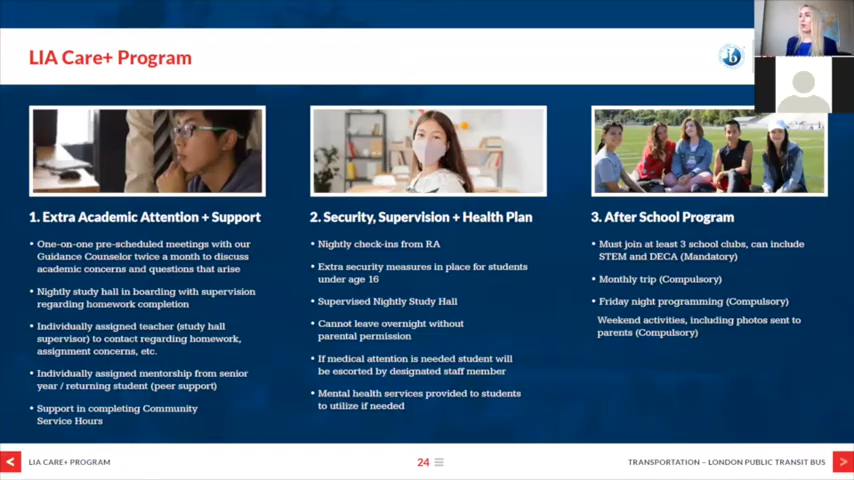 LIA Care+ Program
1. Extra Academic Attention + Support
• One-on-one pre-scheduled meetings with our
Guidance Counselor twice a month to discuss
academic concerns and questions that arise
• Nightly study hall in boarding with supervision
regarding homework completion
• Individually assigned teacher (study hall
supervisor) to contact regarding homework,
assignment concerns, etc.
• Individually assigned mentorship from senior
year / returning student (peer support)
• Support in completing Community
Service Hours
2. Security, Supervision + Health Plan
• Nightly check-ins from RA
• Extra security measures in place for students
under age 16
• Supervised Nightly Study Hall
• Cannot leave overnight without
parental permission
• If medical attention is needed student will
be escorted by designated staff member
• Mental health services provided to students
to utilize if needed
3. After School Program
• Must join at least 3 school clubs, can include
STEM and DECA (Mandatory)
• Monthly trip (Compulsory)
• Friday night programming (Compulsory)
Weekend activities, including photos sent to
parents (Compulsory)
< LIA CARE+ PROGRAM
24
TRANSPORTATION – LONDON PUBLIC TRANSIT BUS >